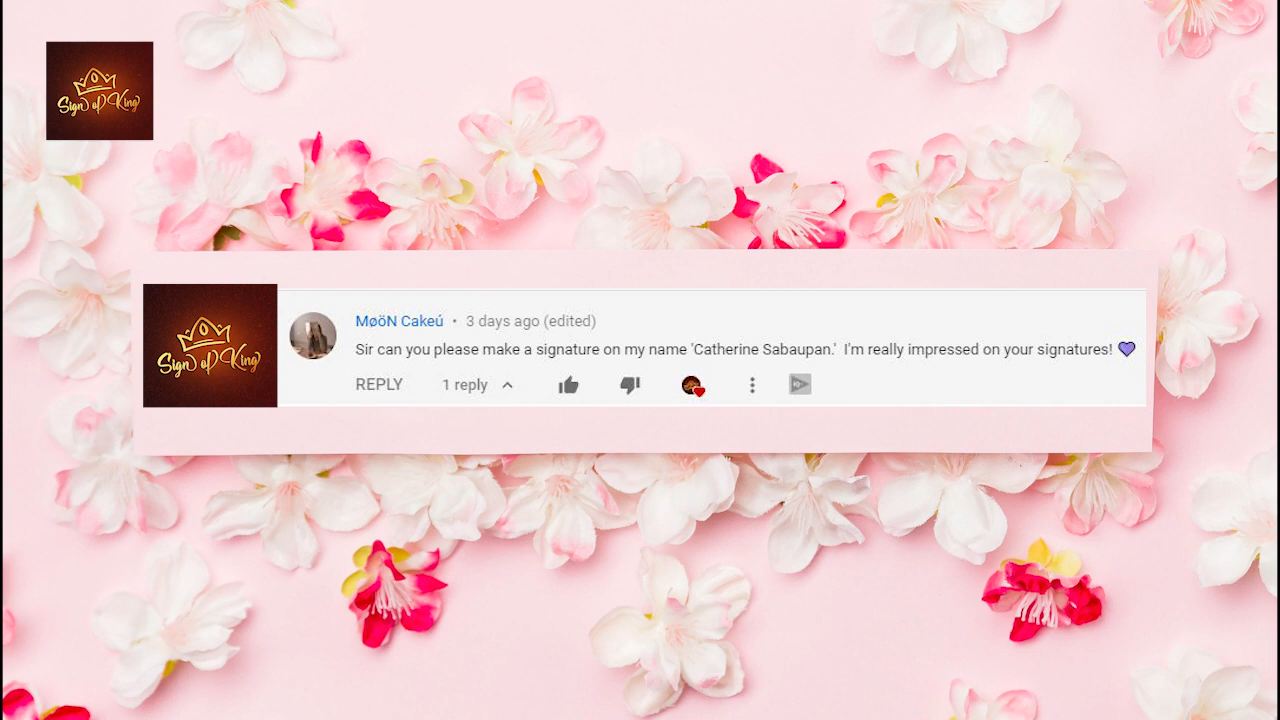 Sign of King
Sign of King
MøöN Cakeú • 3 days ago (edited)
Sir can you please make a signature on my name 'Catherine Sabaupan.' I'm really impressed on your signatures! 💜
REPLY 1 reply